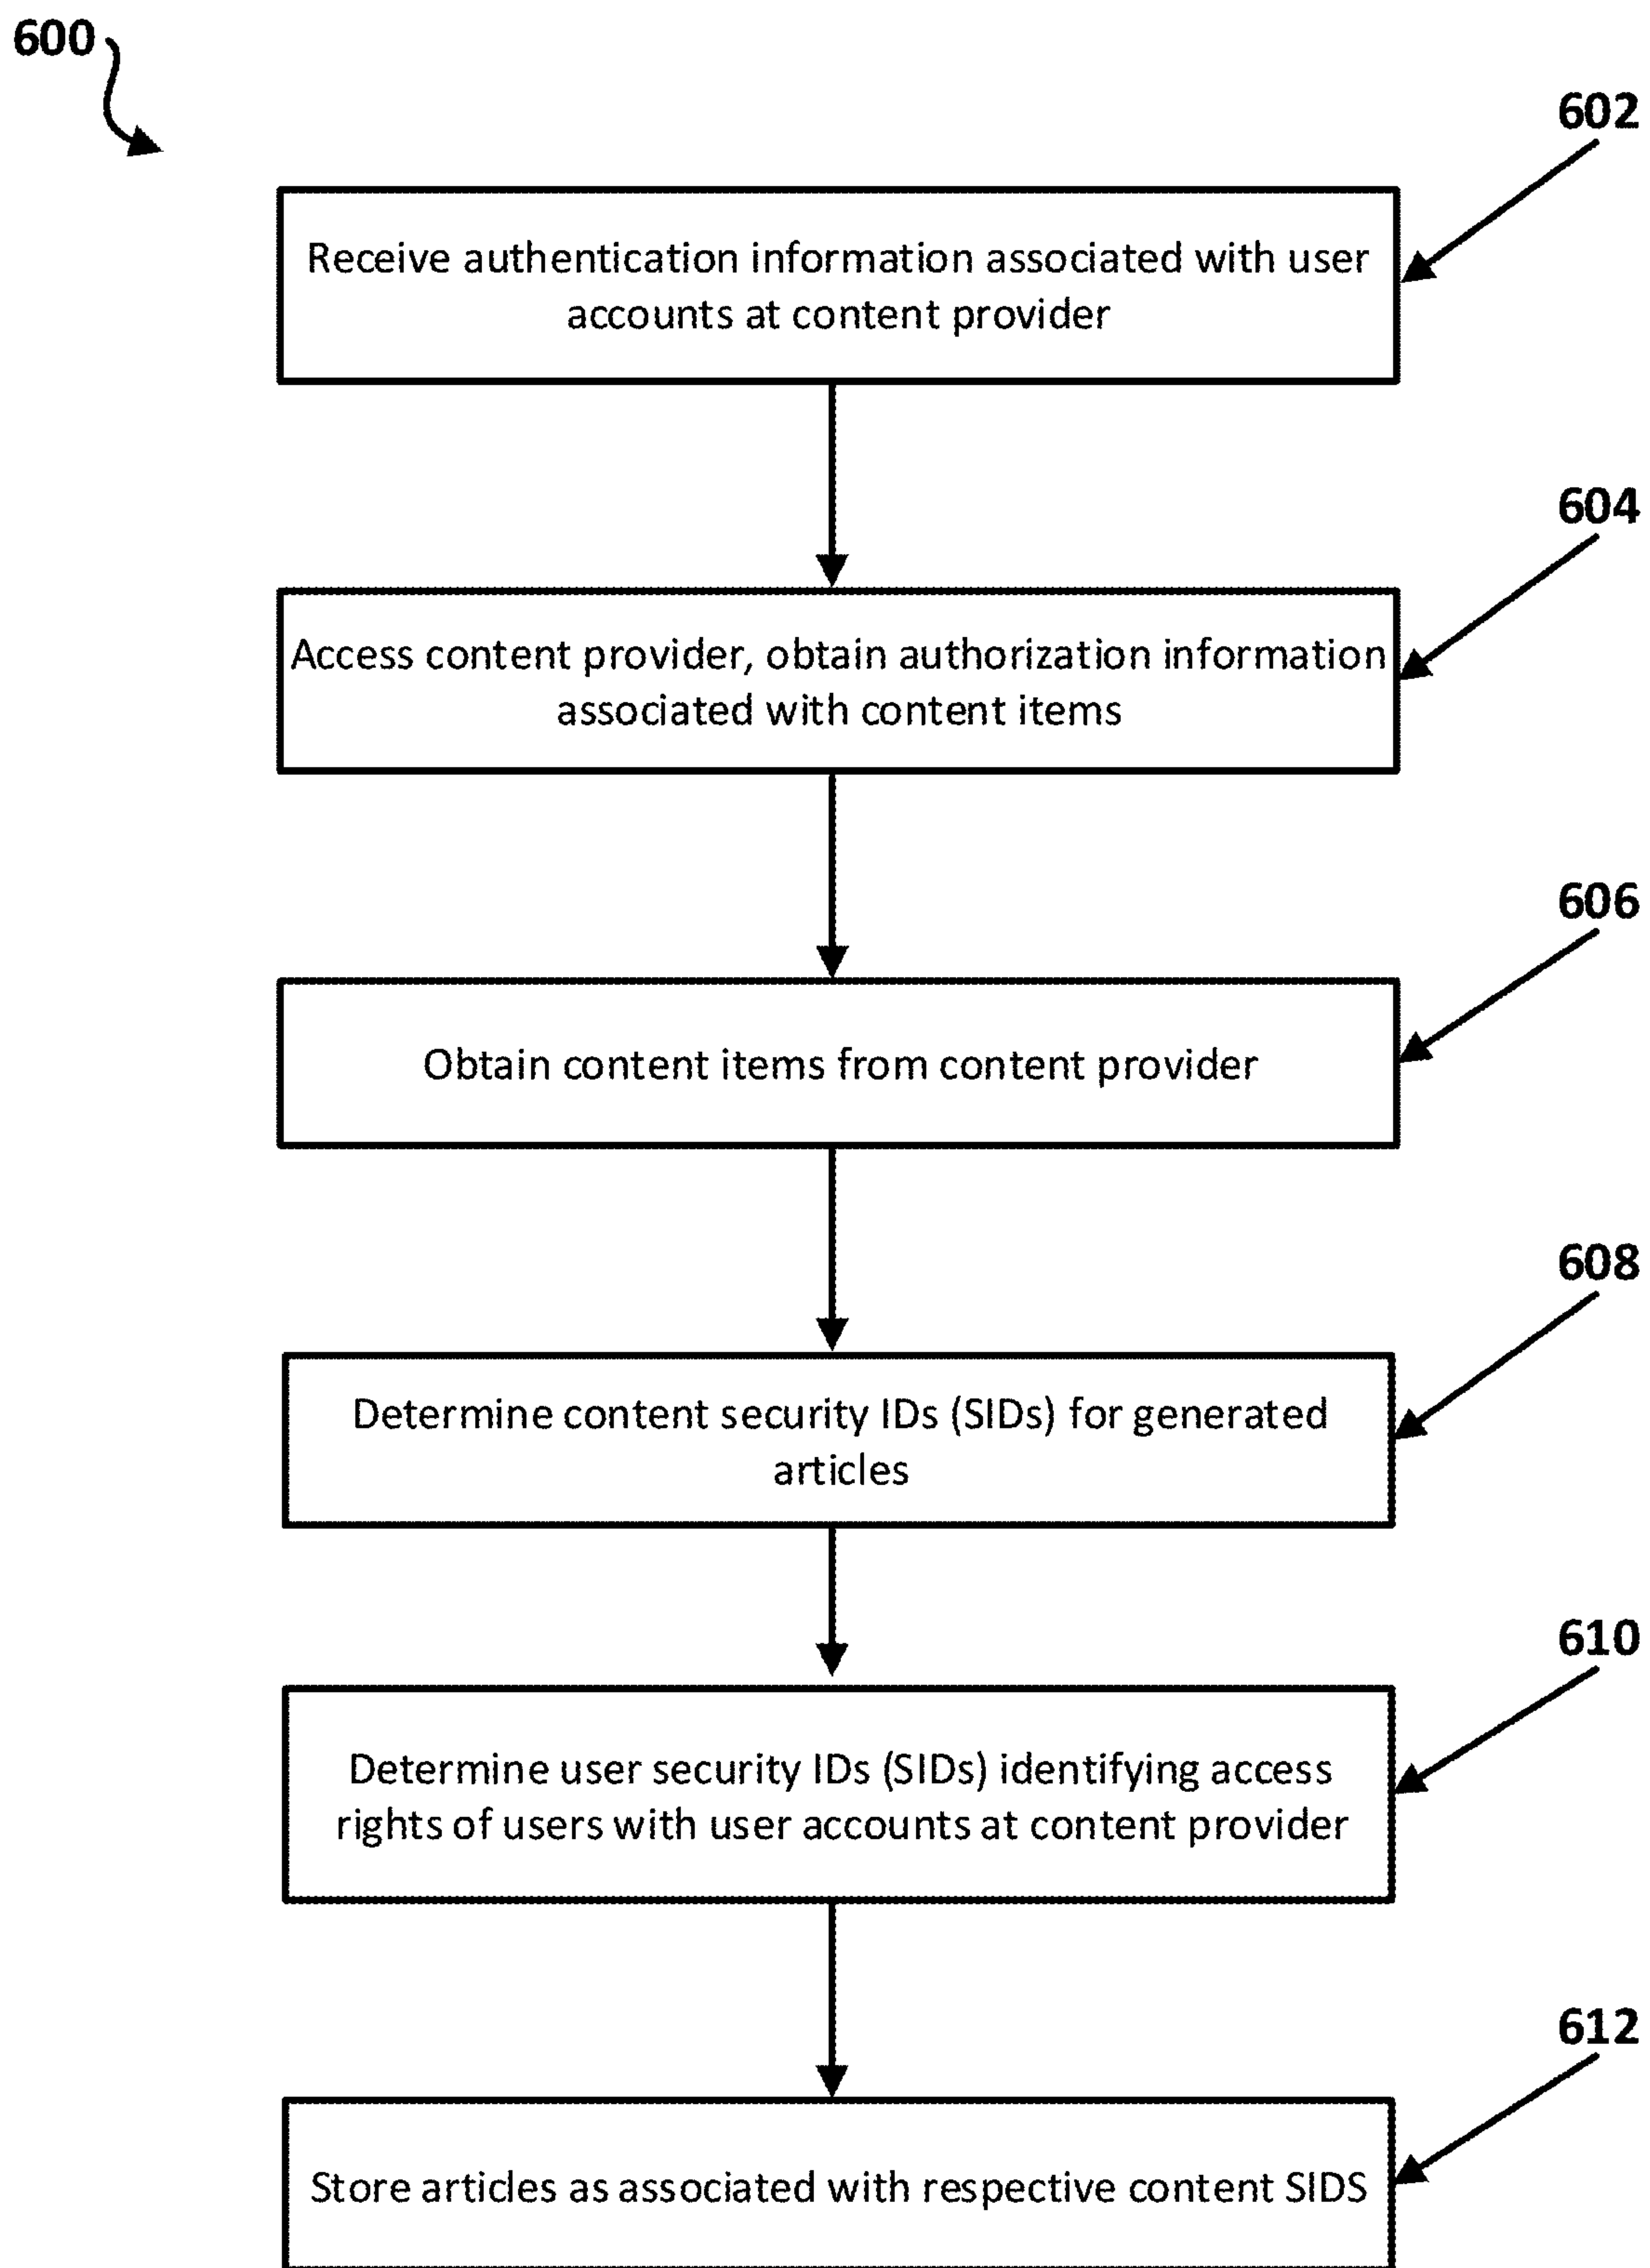 600
602
Receive authentication information associated with user
accounts at content provider
604
Access content provider, obtain authorization information
associated with content items
606
Obtain content items from content provider
608
Determine content security IDs (SIDs) for generated
articles
610
Determine user security IDs (SIDs) identifying access
rights of users with user accounts at content provider
612
Store articles as associated with respective content SIDS